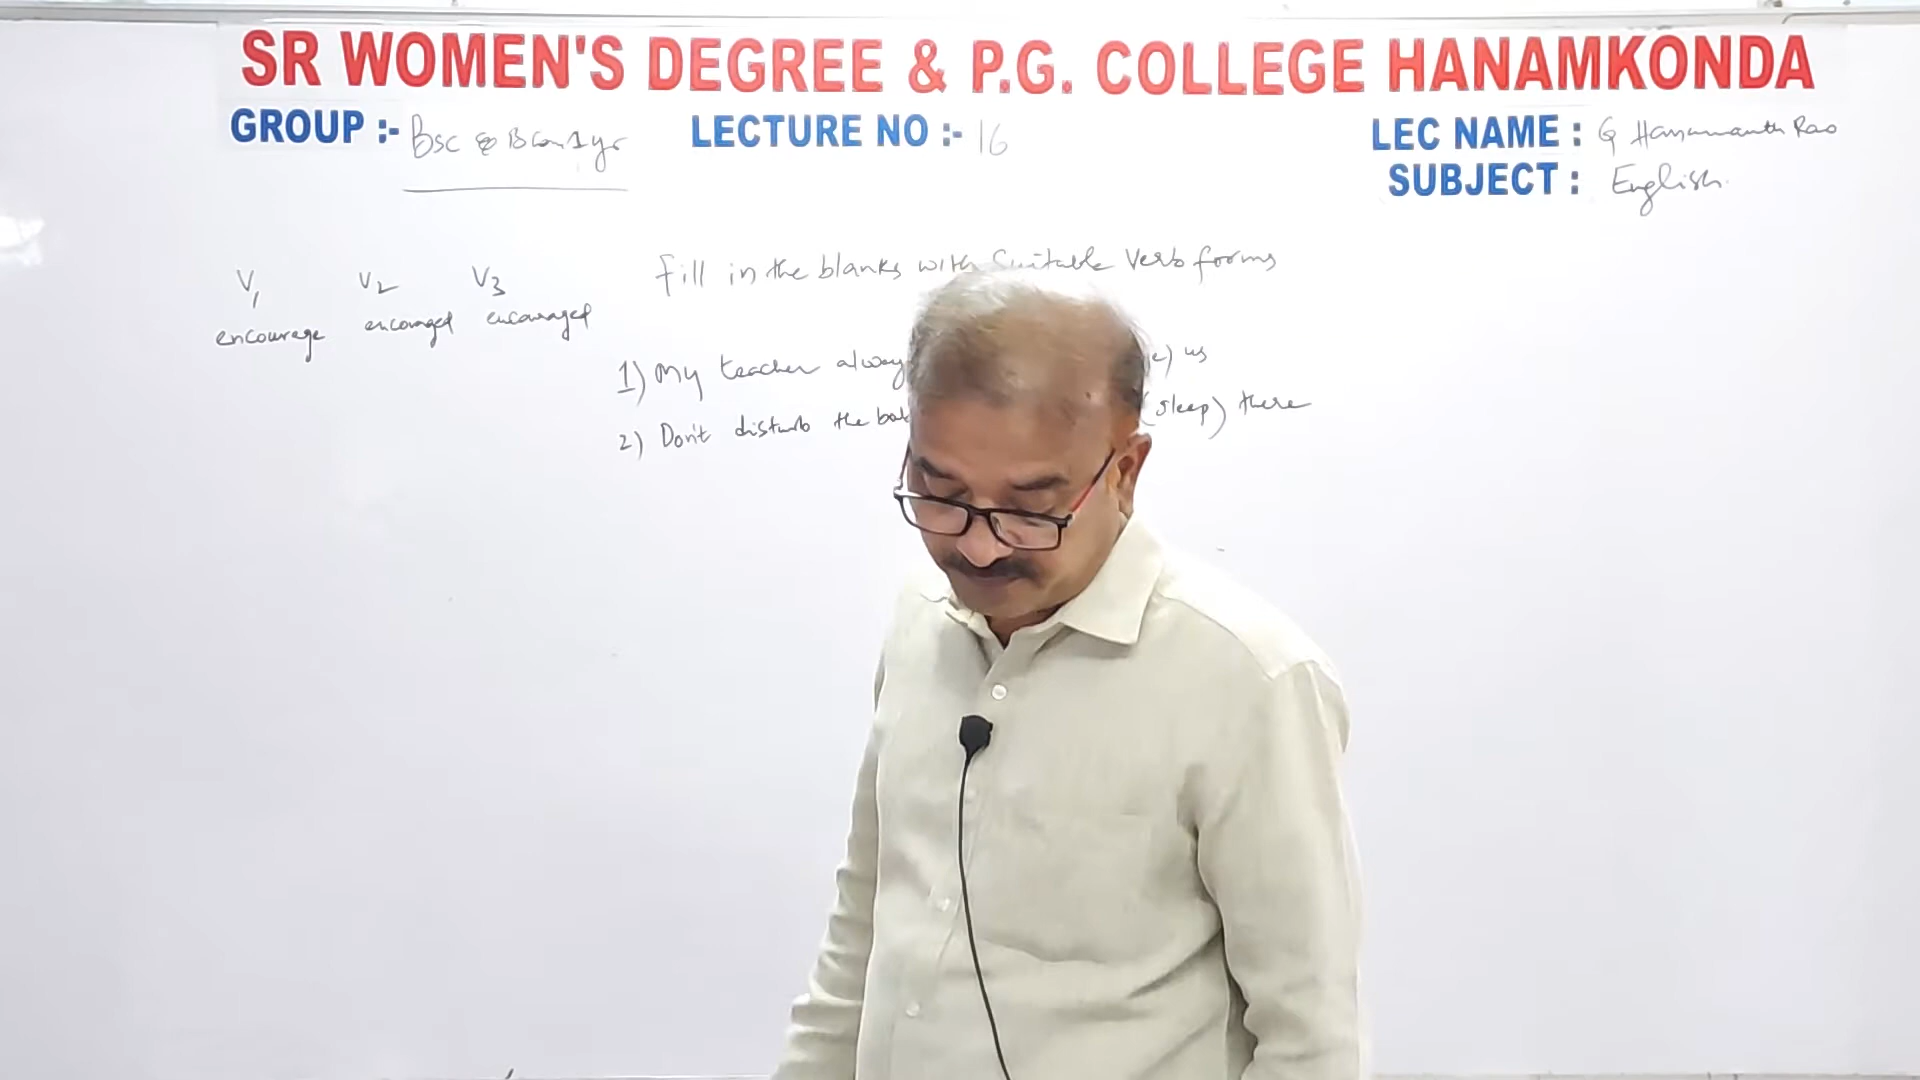 SR WOMEN'S DEGREE & P.G. COLLEGE HANAMKONDA
GROUP :- Bsc & Bcom 1yr LECTURE NO :- 16 LEC NAME : G Hanumanth Rao
SUBJECT : English
V1 V2 V3
encourage encouraged encouraged
Fill in the blanks with Suitable Verb forms
1) My teacher always us
2) Don't disturb the (sleep) there